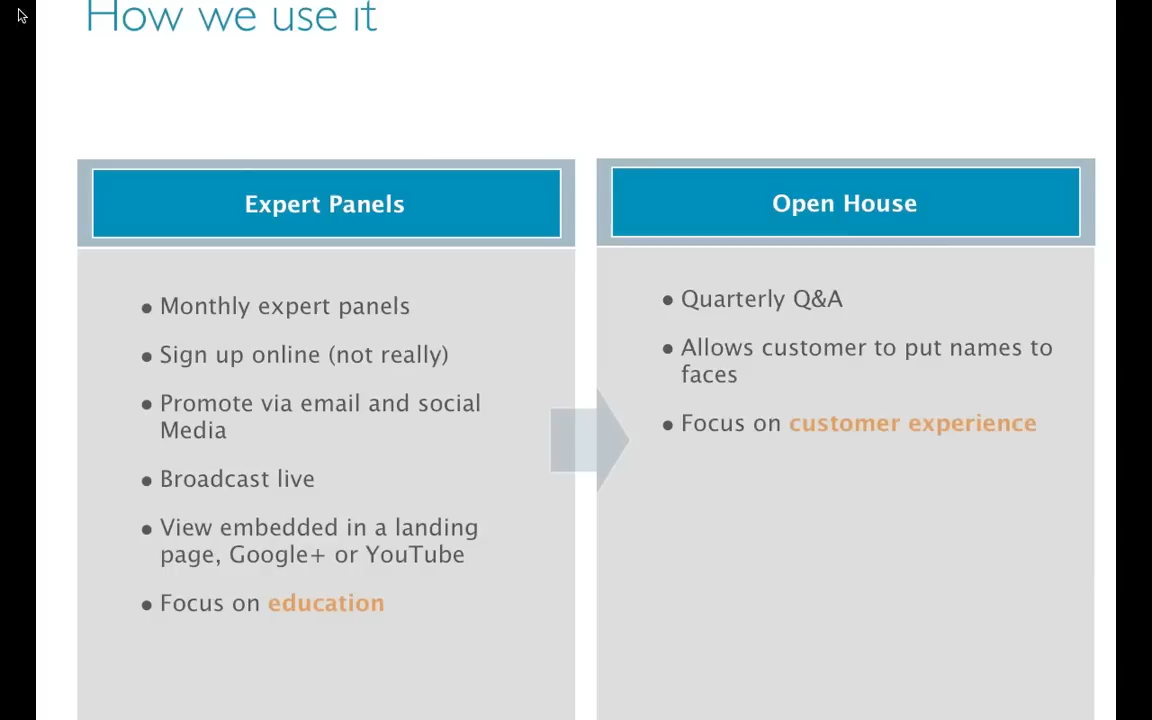 How we use it
Expert Panels
• Monthly expert panels
• Sign up online (not really)
• Promote via email and social
Media
• Broadcast live
• View embedded in a landing
page, Google+ or YouTube
• Focus on education
Open House
• Quarterly Q&A
• Allows customer to put names to
faces
• Focus on customer experience